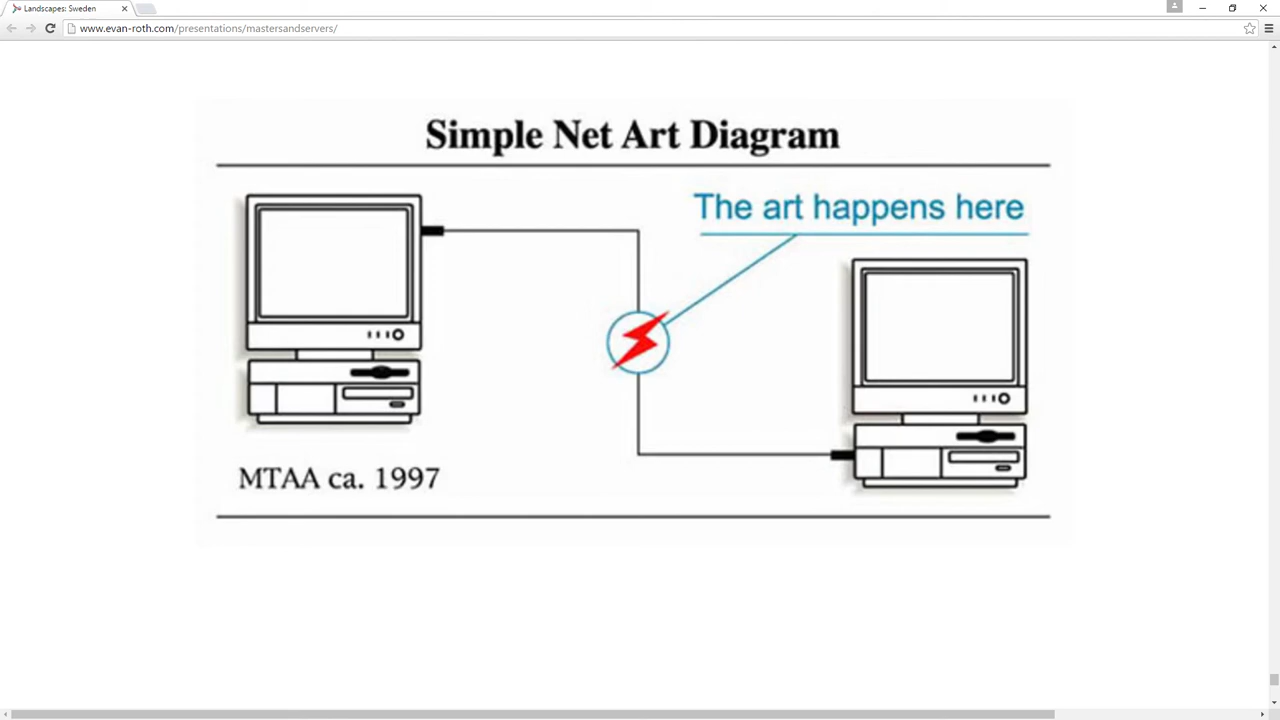 Landscapes: Sweden
www.evan-roth.com/presentations/mastersandservers/
Simple Net Art Diagram
The art happens here
MTAA ca. 1997